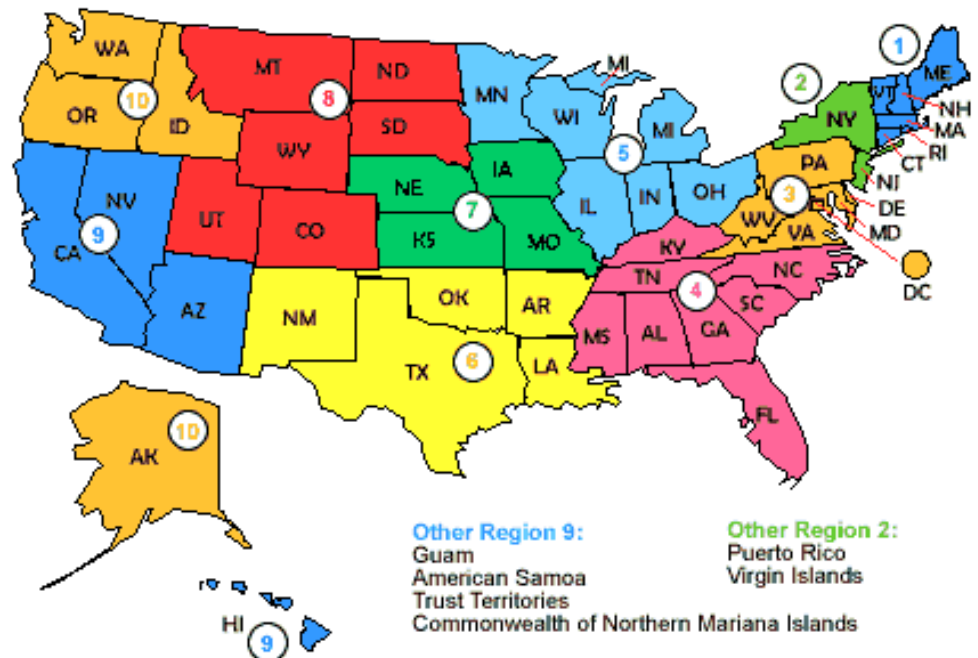 1
WA
MT
ND
MI
ME
VT
2
MN
10
8
NH
OR
ID
SD
WI
MI
NY
MA
RI
WY
5
CT
IA
PA
NV
NE
NJ
UT
7
IL
IN
OH
3
DE
CO
WV
9
KS
MO
VA
MD
CA
KY
TN
NC
DC
AZ
NM
OK
AR
4
SC
MS
AL
GA
TX
6
LA
10
FL
AK
Other Region 9:
Guam
American Samoa
Trust Territories
Commonwealth of Northern Mariana Islands
Other Region 2:
Puerto Rico
Virgin Islands
HI
9